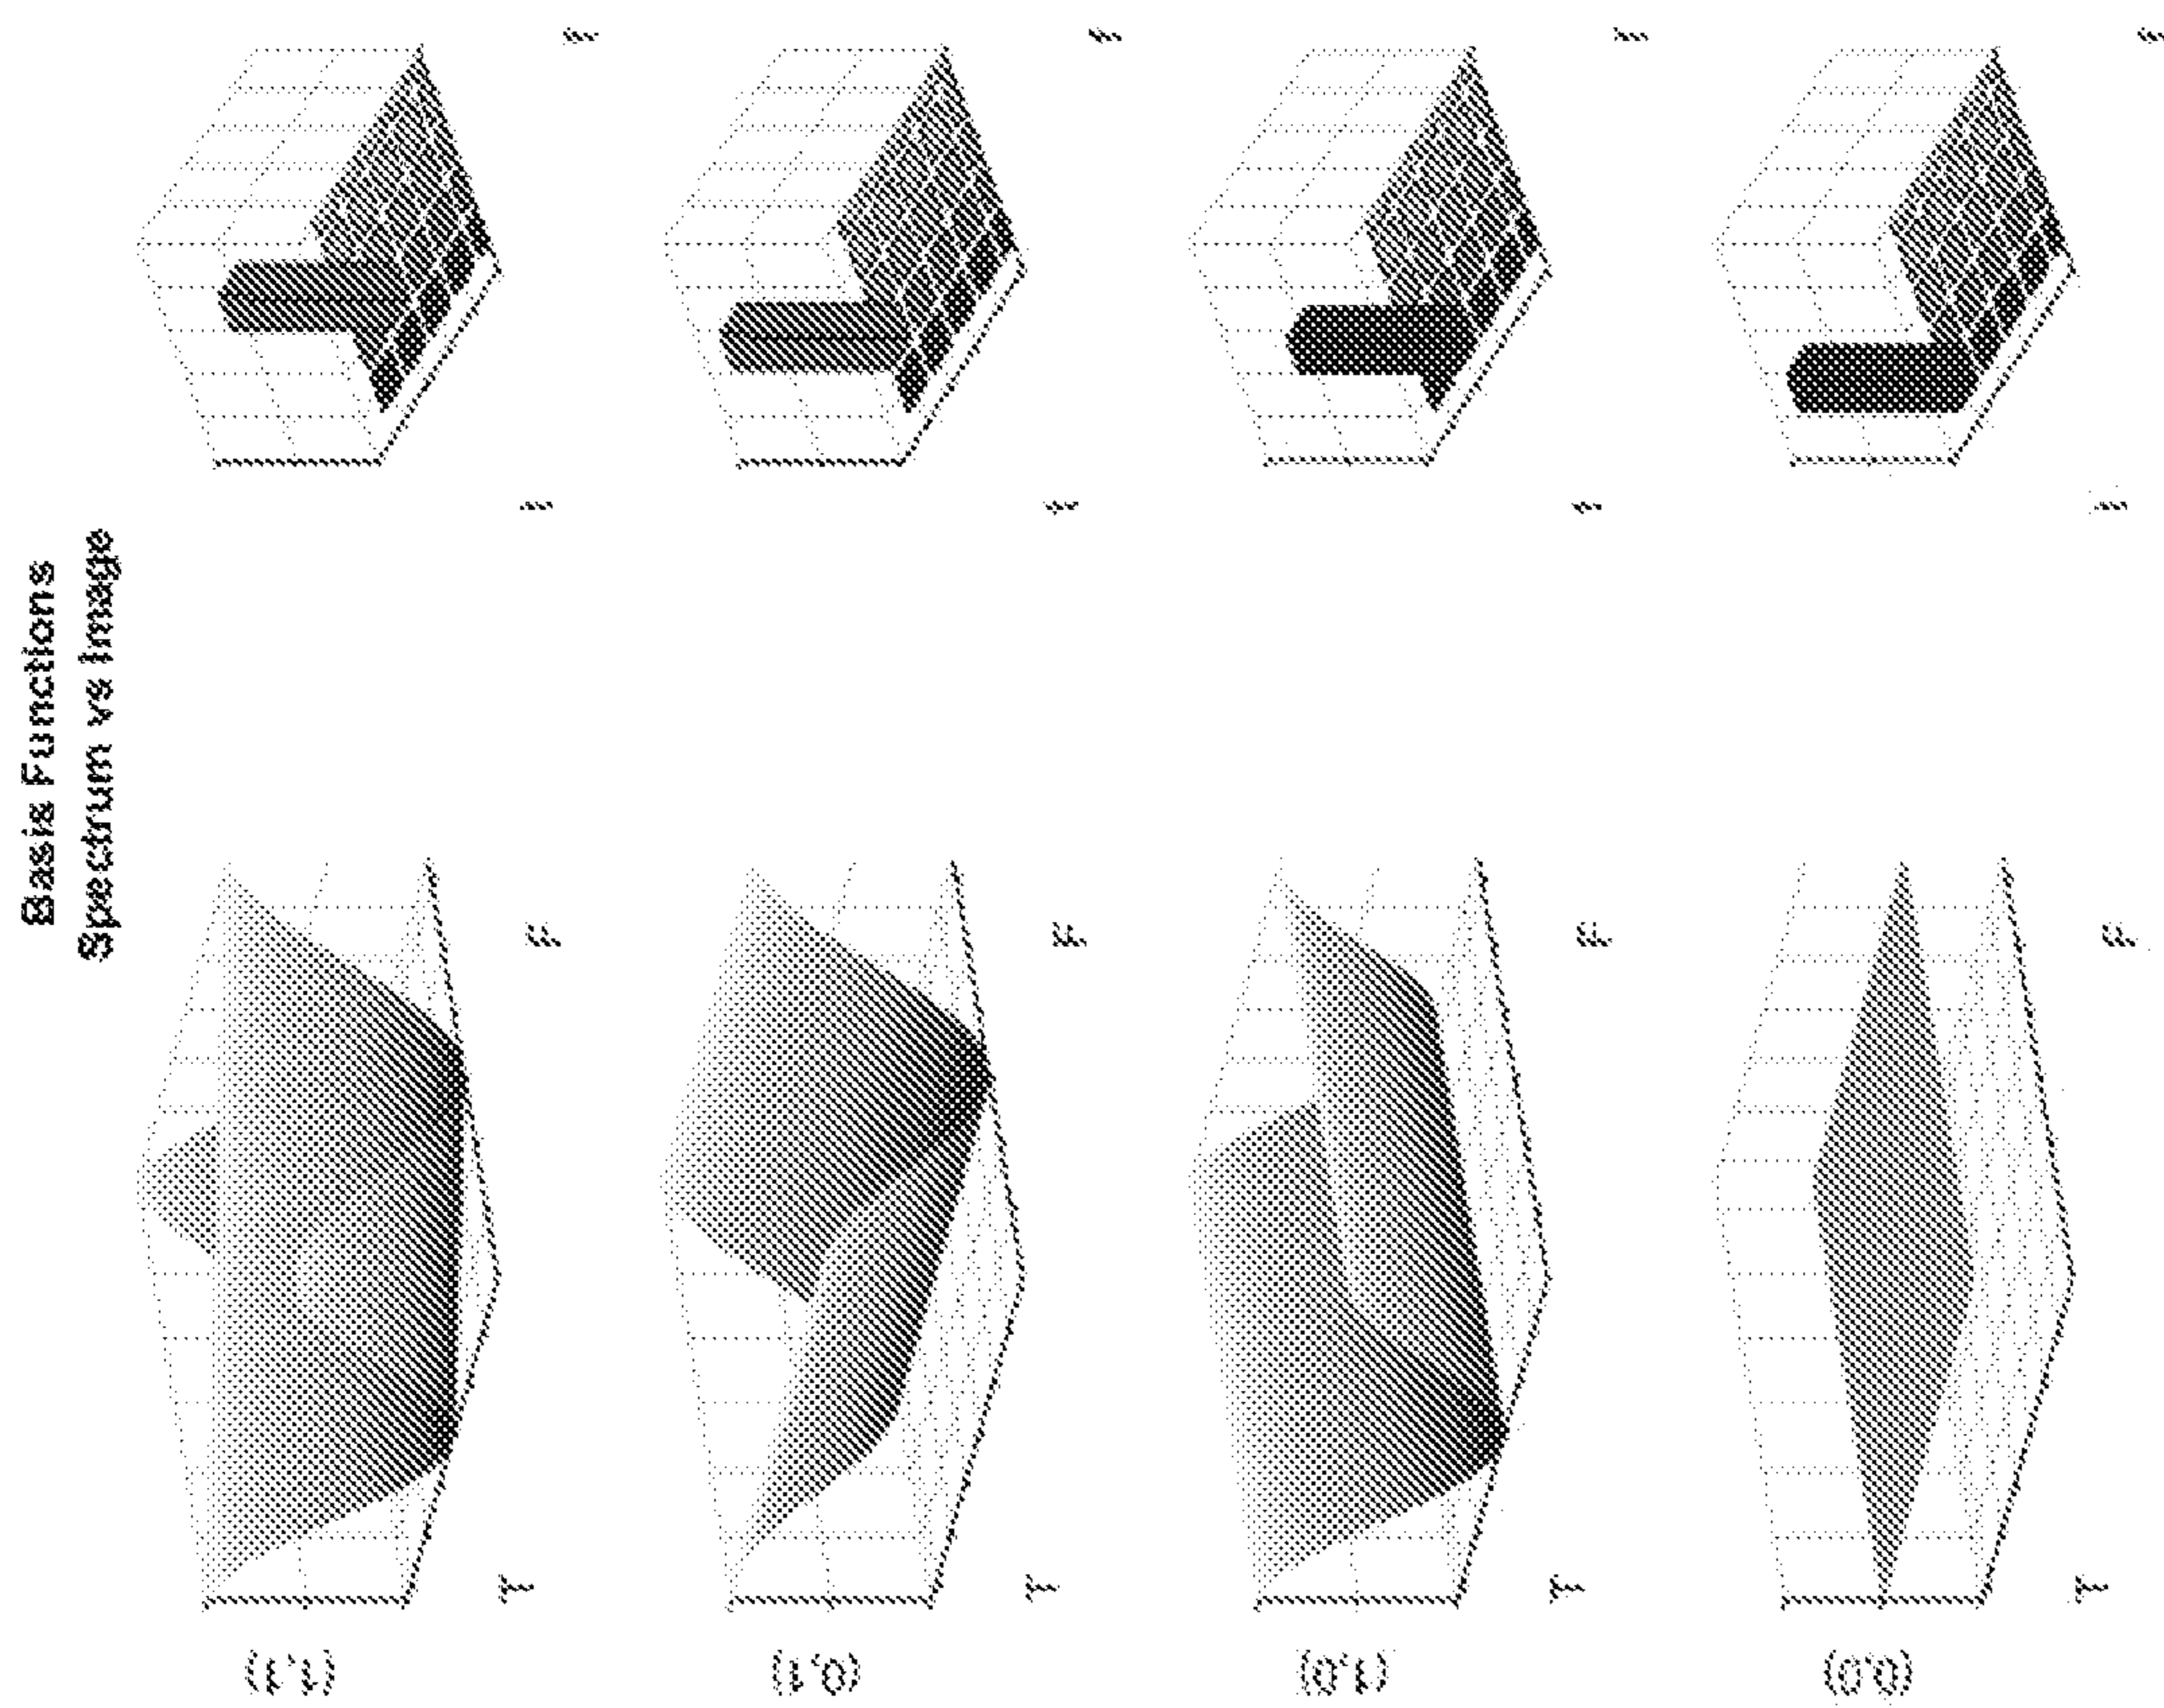 Basis Functions
Spectrum vs Image
(1,1)
T
F
(0,1)
T
F
(1,0)
T
F
(0,0)
T
F